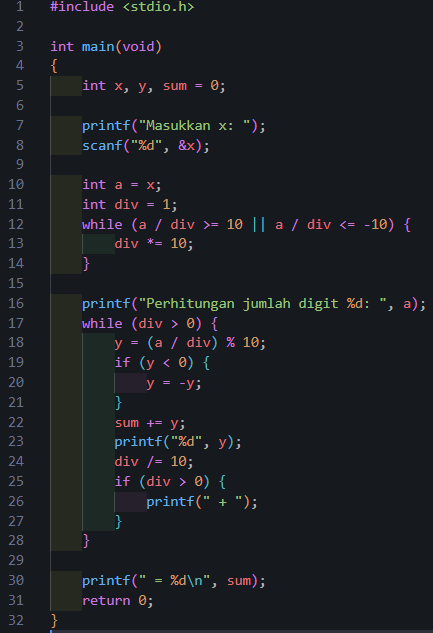 1 #include <stdio.h>
2
3 int main(void)
4 {
5     int x, y, sum = 0;
6
7     printf("Masukkan x: ");
8     scanf("%d", &x);
9
10     int a = x;
11     int div = 1;
12     while (a / div >= 10 || a / div <= -10) {
13         div *= 10;
14     }
15
16     printf("Perhitungan jumlah digit %d: ", a);
17     while (div > 0) {
18         y = (a / div) % 10;
19         if (y < 0) {
20             y = -y;
21         }
22         sum += y;
23         printf("%d", y);
24         div /= 10;
25         if (div > 0) {
26             printf(" + ");
27         }
28     }
29
30     printf(" = %d\n", sum);
31     return 0;
32 }